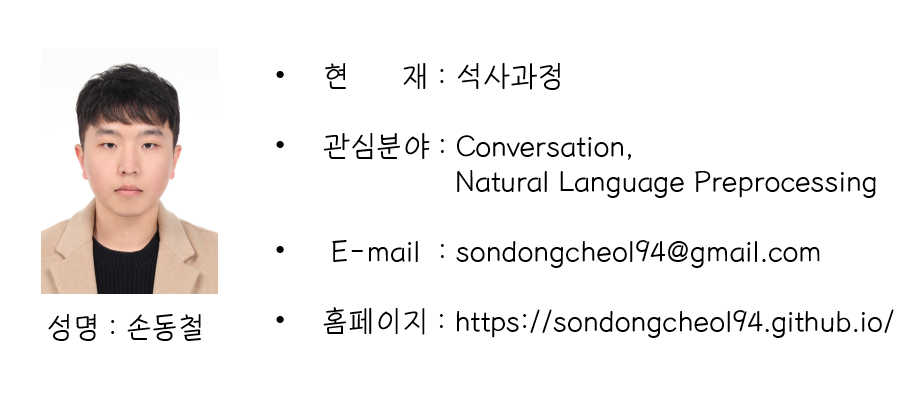 • 현 재 : 석사과정
• 관심분야 : Conversation,
Natural Language Preprocessing
• E-mail : sondongcheol94@gmail.com
• 홈페이지 : https://sondongcheol94.github.io/
성명 : 손동철